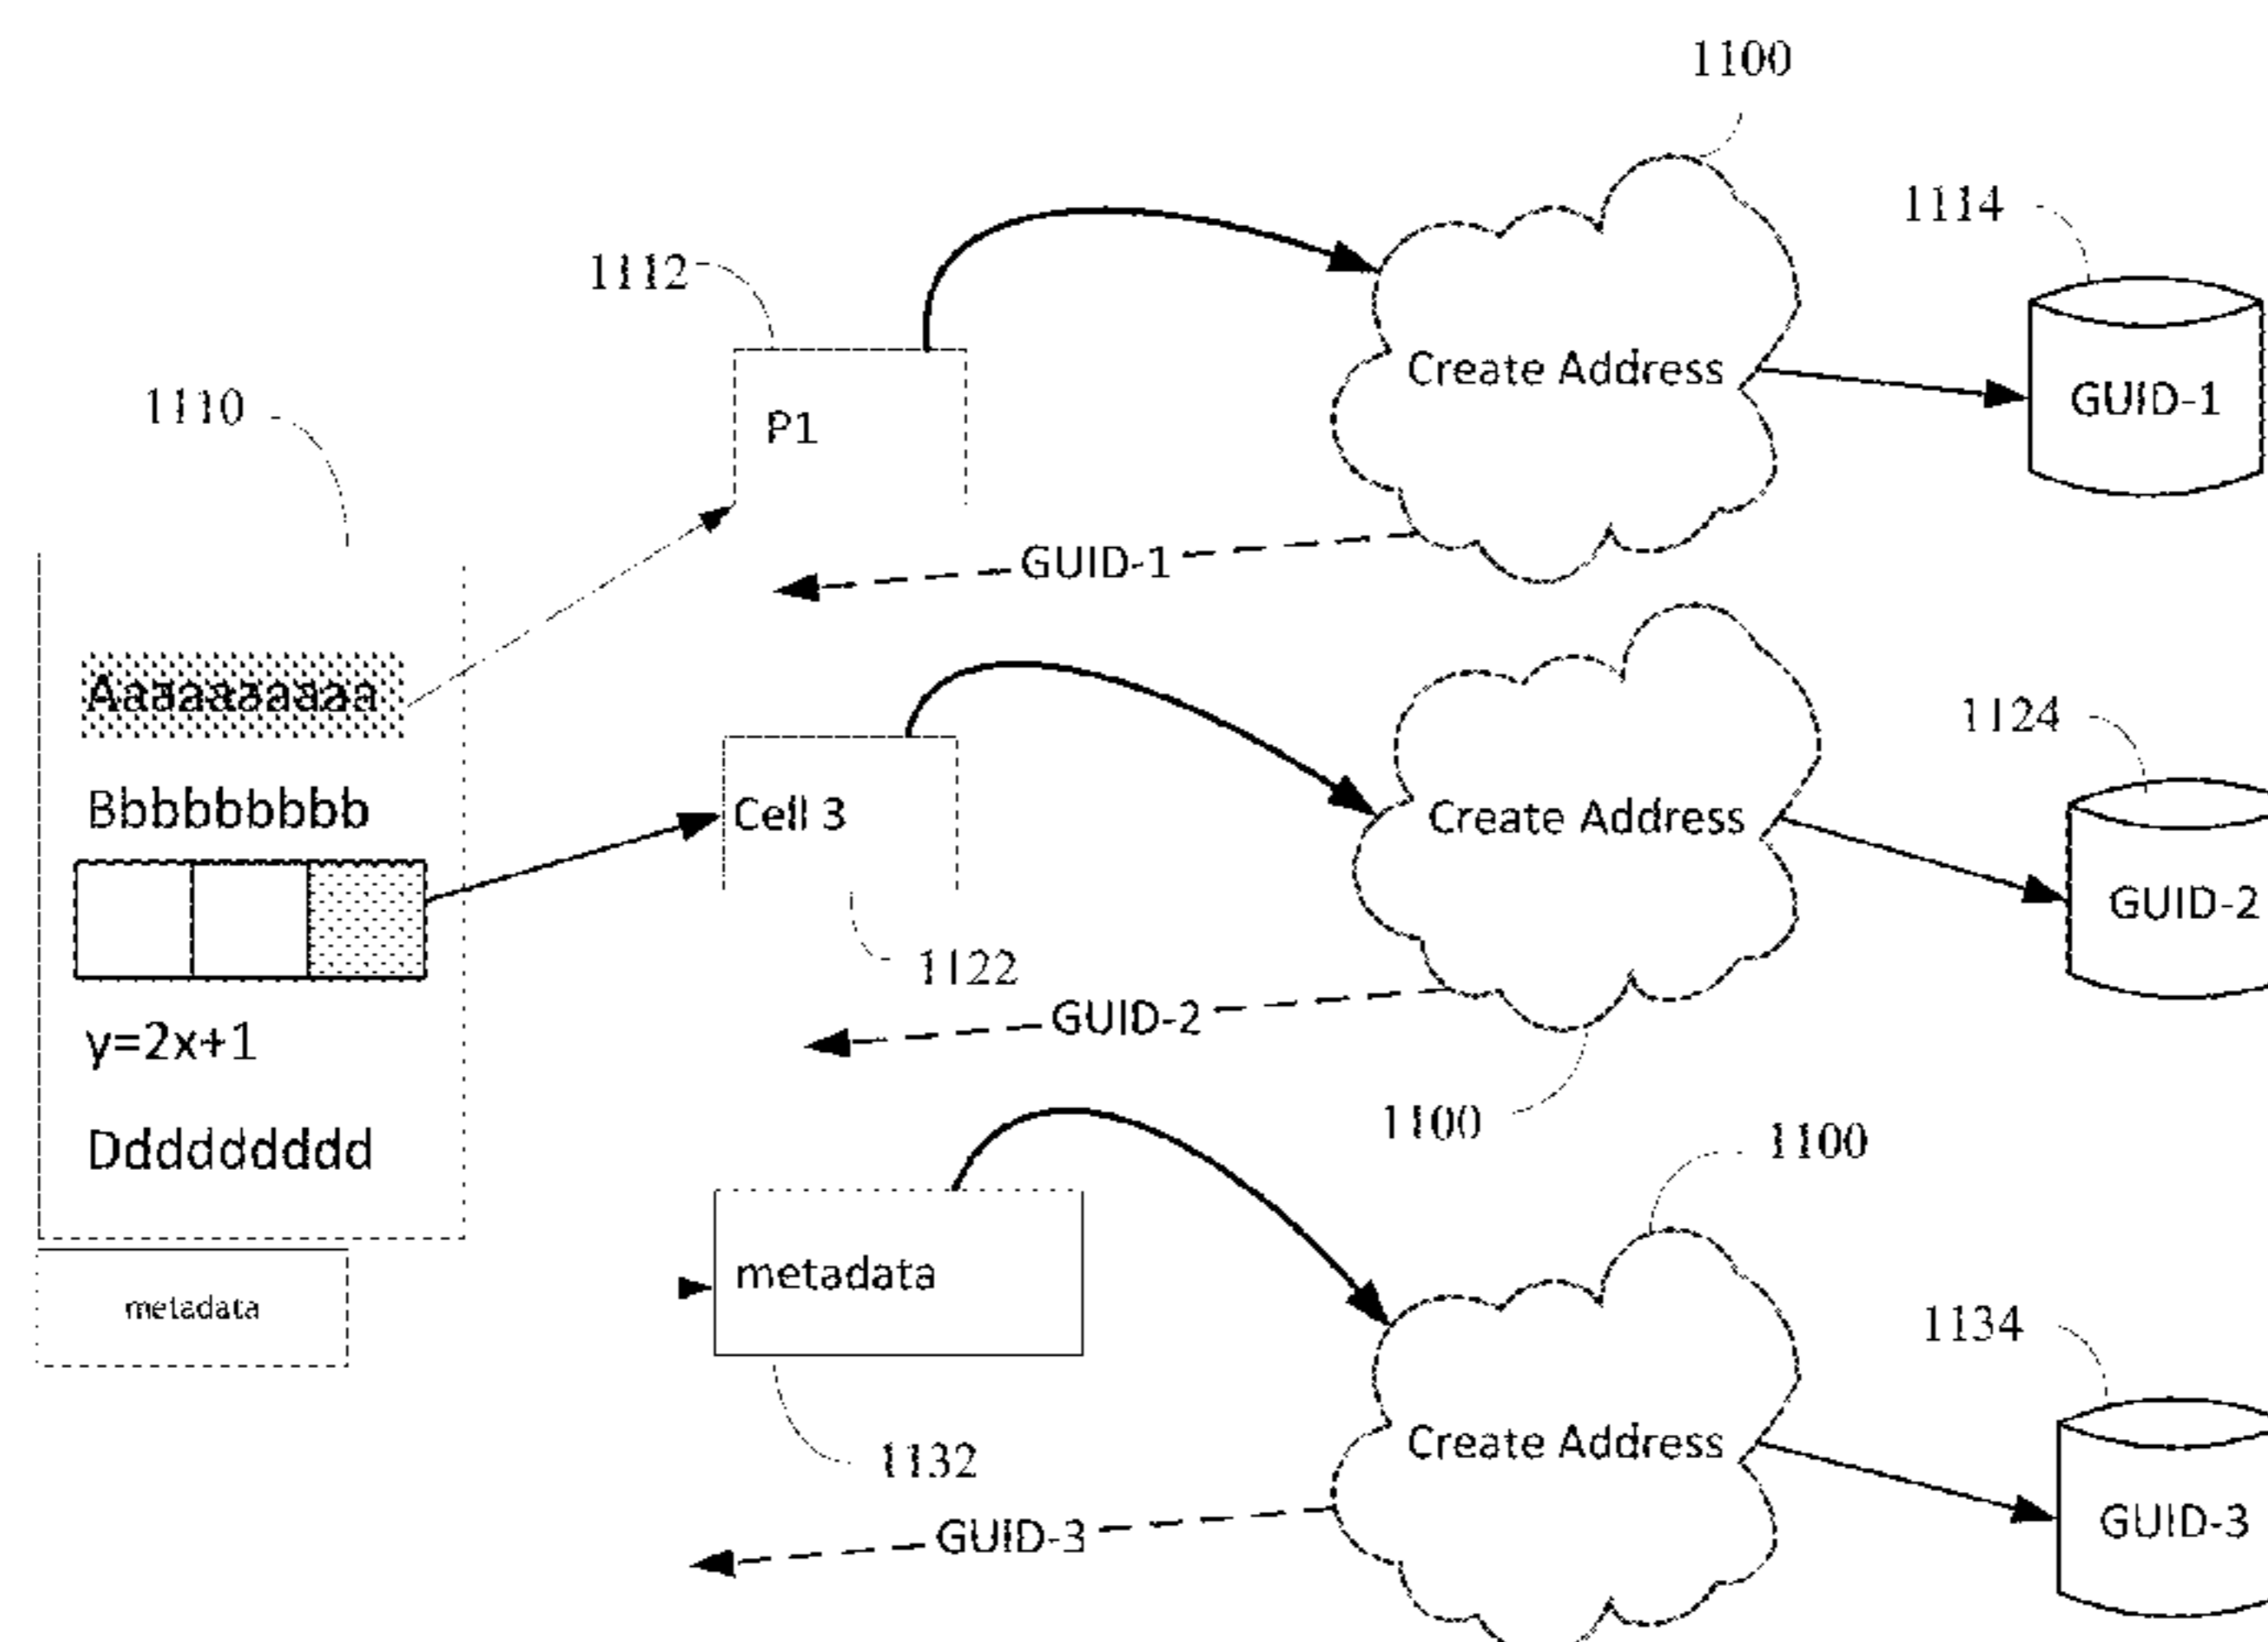 1100
1114
1112
Create Address
GUID-1
1110
P1
GUID-1
Aaaaaaaaaa
1124
Bbbbbbbbb
Cell 3
Create Address
GUID-2
1122
GUID-2
y=2x+1
1100
1100
Ddddddddd
metadata
metadata
1134
1132
Create Address
GUID-3
GUID-3